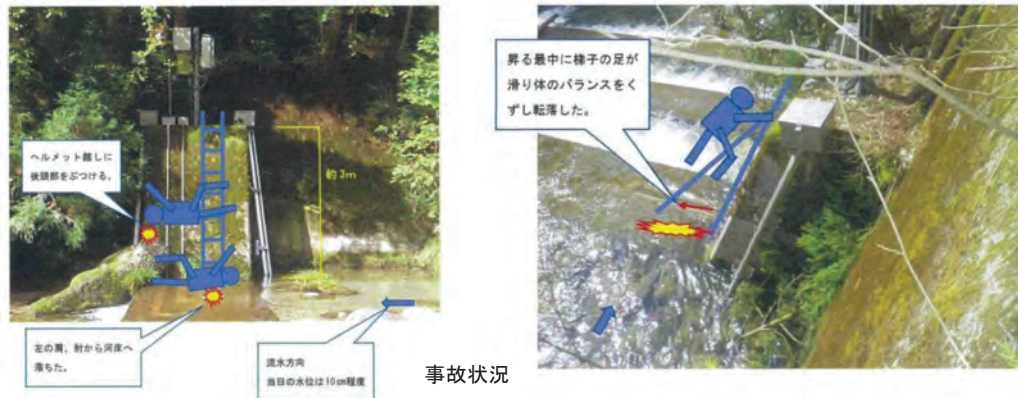 ヘルメット越しに
後頭部をぶつける。
約3m
左の肩、肘から河床へ
落ちた。
流水方向
当日の水位は10cm程度
昇る最中に梯子の足が
滑り体のバランスをく
ずし転落した。
事故状況